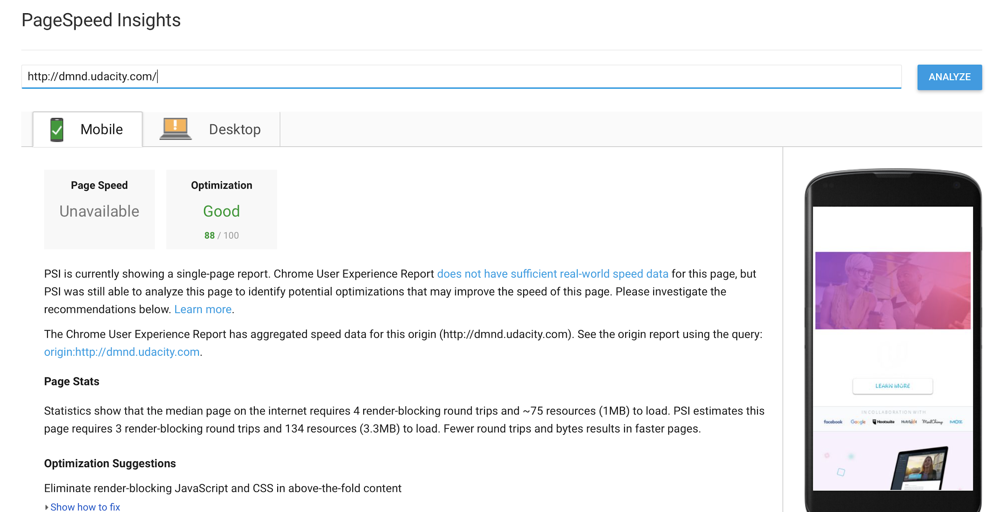 PageSpeed Insights
http://dmnd.udacity.com/
ANALYZE
Mobile
Desktop
Page Speed
Unavailable
Optimization
Good
88 / 100
PSI is currently showing a single-page report. Chrome User Experience Report does not have sufficient real-world speed data for this page, but
PSI was still able to analyze this page to identify potential optimizations that may improve the speed of this page. Please investigate the
recommendations below. Learn more.
The Chrome User Experience Report has aggregated speed data for this origin (http://dmnd.udacity.com). See the origin report using the query:
origin:http://dmnd.udacity.com.
Page Stats
Statistics show that the median page on the internet requires 4 render-blocking round trips and ~75 resources (1MB) to load. PSI estimates this
page requires 3 render-blocking round trips and 134 resources (3.3MB) to load. Fewer round trips and bytes results in faster pages.
Optimization Suggestions
Eliminate render-blocking JavaScript and CSS in above-the-fold content
Show how to fix
LEARN MORE
IN COLLABORATION WITH
facebook Google Hootsuite HubSpot MailChimp MOZ